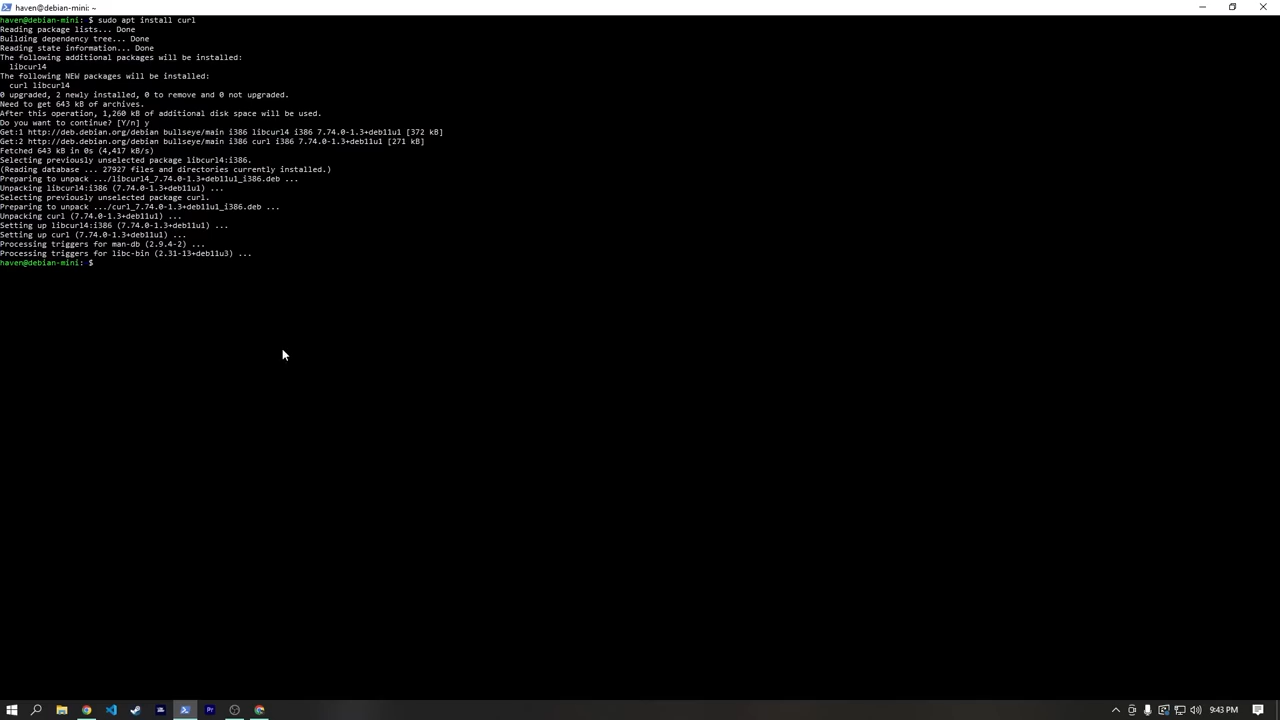 haven@debian-mini: ~
haven@debian-mini: $ sudo apt install curl
Reading package lists... Done
Building dependency tree... Done
Reading state information... Done
The following additional packages will be installed:
  libcurl4
The following NEW packages will be installed:
  curl libcurl4
0 upgraded, 2 newly installed, 0 to remove and 0 not upgraded.
Need to get 643 kB of archives.
After this operation, 1,260 kB of additional disk space will be used.
Do you want to continue? [Y/n] y
Get:1 http://deb.debian.org/debian bullseye/main i386 libcurl4 i386 7.74.0-1.3+deb11u1 [372 kB]
Get:2 http://deb.debian.org/debian bullseye/main i386 curl i386 7.74.0-1.3+deb11u1 [271 kB]
Fetched 643 kB in 0s (4,417 kB/s)
Selecting previously unselected package libcurl4:i386.
(Reading database ... 27927 files and directories currently installed.)
Preparing to unpack .../libcurl4_7.74.0-1.3+deb11u1_i386.deb ...
Unpacking libcurl4:i386 (7.74.0-1.3+deb11u1) ...
Selecting previously unselected package curl.
Preparing to unpack .../curl_7.74.0-1.3+deb11u1_i386.deb ...
Unpacking curl (7.74.0-1.3+deb11u1) ...
Setting up libcurl4:i386 (7.74.0-1.3+deb11u1) ...
Setting up curl (7.74.0-1.3+deb11u1) ...
Processing triggers for man-db (2.9.4-2) ...
Processing triggers for libc-bin (2.31-13+deb11u3) ...
haven@debian-mini: $
Pr
9:43 PM